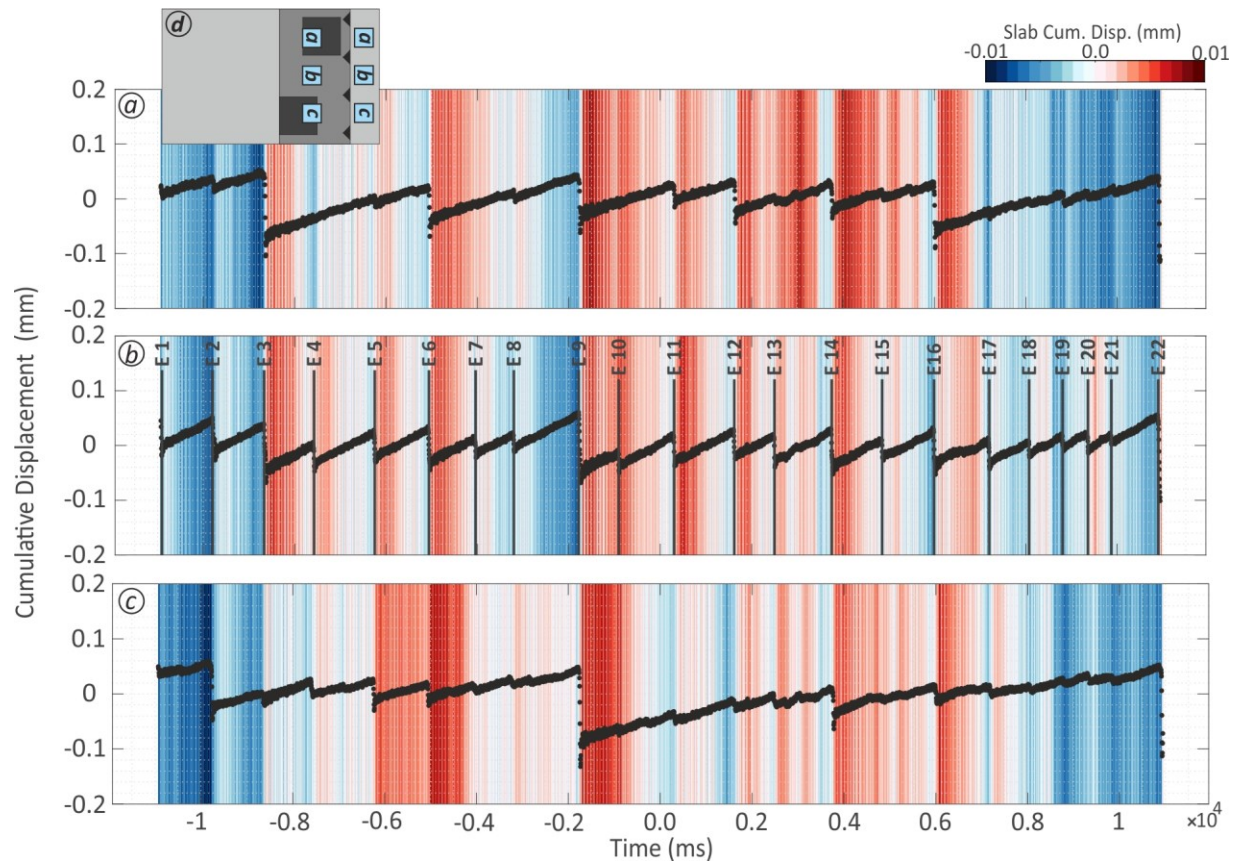 d
a a
b b
c c
Slab Cum. Disp. (mm)
-0.01 0.0 0.01
a
0.2
0.1
0
-0.1
-0.2
b
0.2
0.1
0
-0.1
-0.2
E 1 E 2 E 3 E 4 E 5 E 6 E 7 E 8 E 9 E 10 E 11 E 12 E 13 E 14 E 15 E16 E 17 E 18 E 19 E 20 E 21 E 22
c
0.2
0.1
0
-0.1
-0.2
Cumulative Displacement (mm)
-1 -0.8 -0.6 -0.4 -0.2 0.0 0.2 0.4 0.6 0.8 1 ×10⁴
Time (ms)